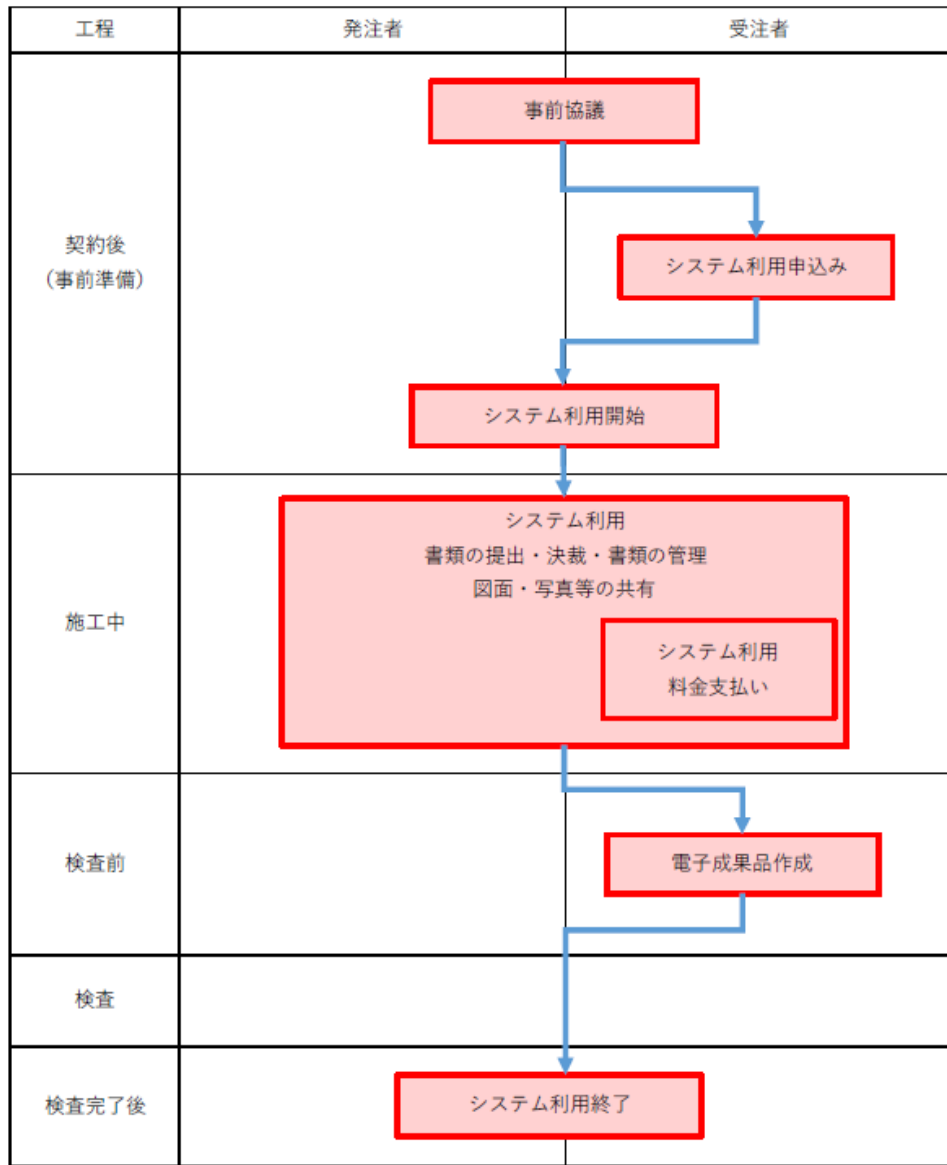 工程 発注者 受注者
事前協議
契約後
(事前準備)
システム利用申込み
システム利用開始
システム利用
書類の提出・決裁・書類の管理
図面・写真等の共有
施工中
システム利用
料金支払い
検査前
電子成果品作成
検査
検査完了後
システム利用終了